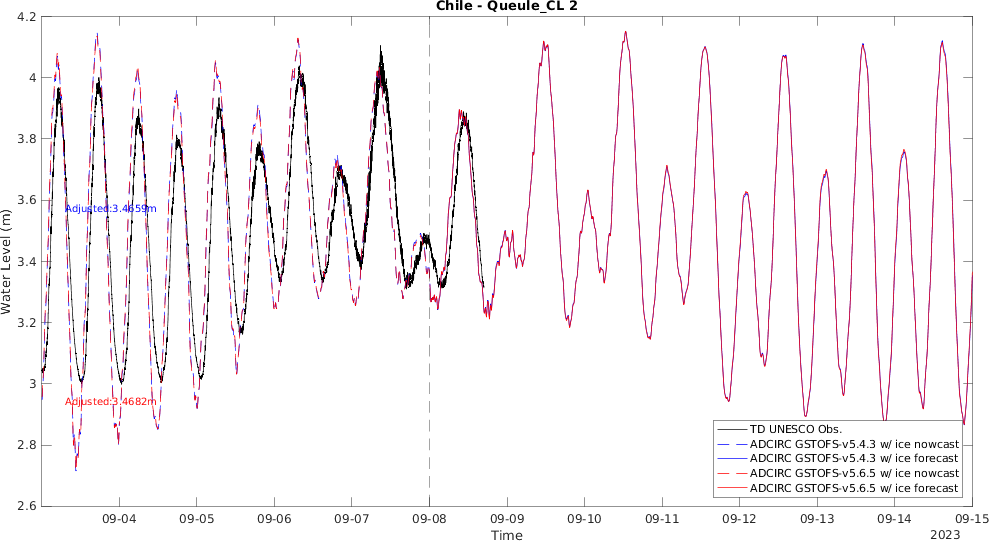 Chile - Queule_CL 2
4.2
4
3.8
3.6
3.4
3.2
3
2.8
2.6
Water Level (m)
Adjusted:3.4659m
Adjusted:3.4682m
TD UNESCO Obs.
ADCIRC GSTOFS-v5.4.3 w/ ice nowcast
ADCIRC GSTOFS-v5.4.3 w/ ice forecast
ADCIRC GSTOFS-v5.6.5 w/ ice nowcast
ADCIRC GSTOFS-v5.6.5 w/ ice forecast
09-04 09-05 09-06 09-07 09-08 09-09 09-10 09-11 09-12 09-13 09-14 09-15
Time
2023